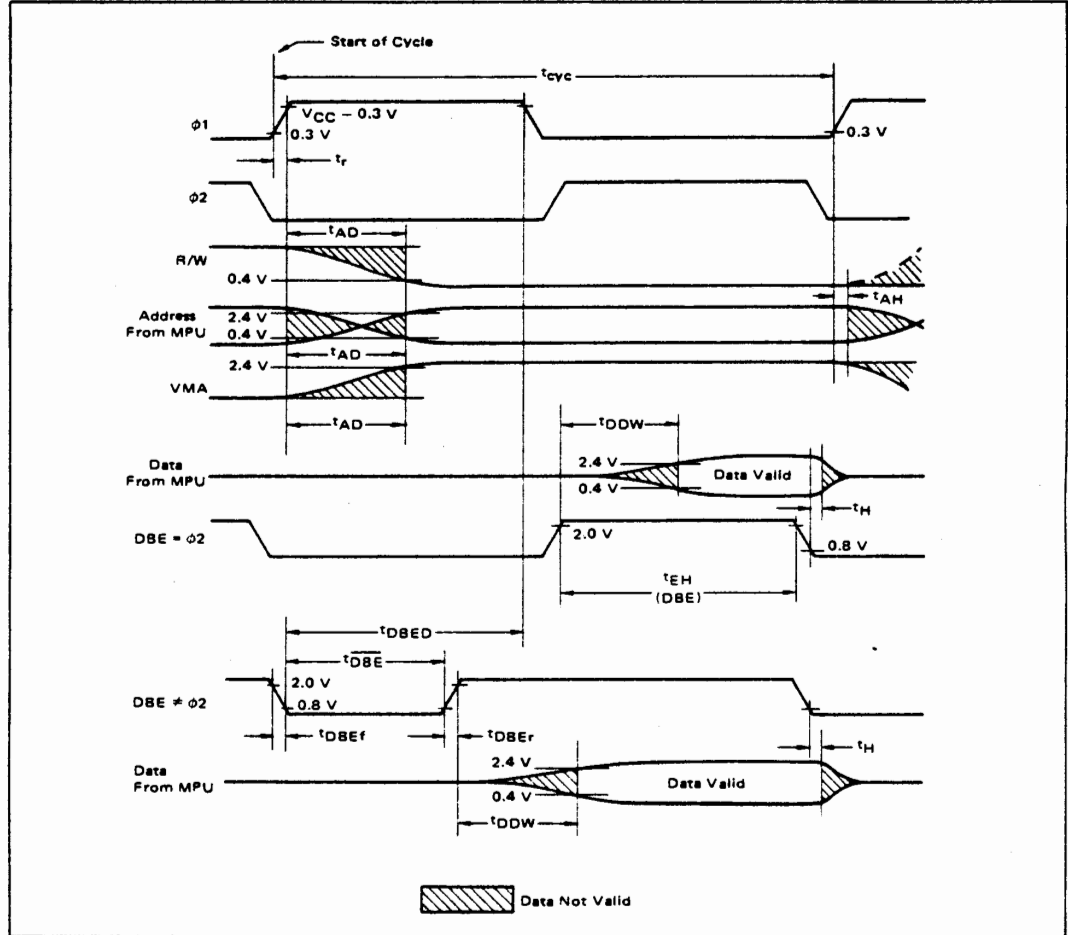 Start of Cycle
tcyc
VCC – 0.3 V
φ1
0.3 V
0.3 V
tr
φ2
tAD
R/W
0.4 V
tAH
Address
From MPU
2.4 V
0.4 V
tAD
2.4 V
VMA
tAD
tDDW
Data
From MPU
2.4 V
0.4 V
Data Valid
tH
DBE = φ2
2.0 V
0.8 V
tEH
(DBE)
tDBED
tD̅B̅E̅
DBE ≠ φ2
2.0 V
0.8 V
tDBEf
tDBEr
tH
Data
From MPU
2.4 V
0.4 V
Data Valid
tDDW
Data Not Valid